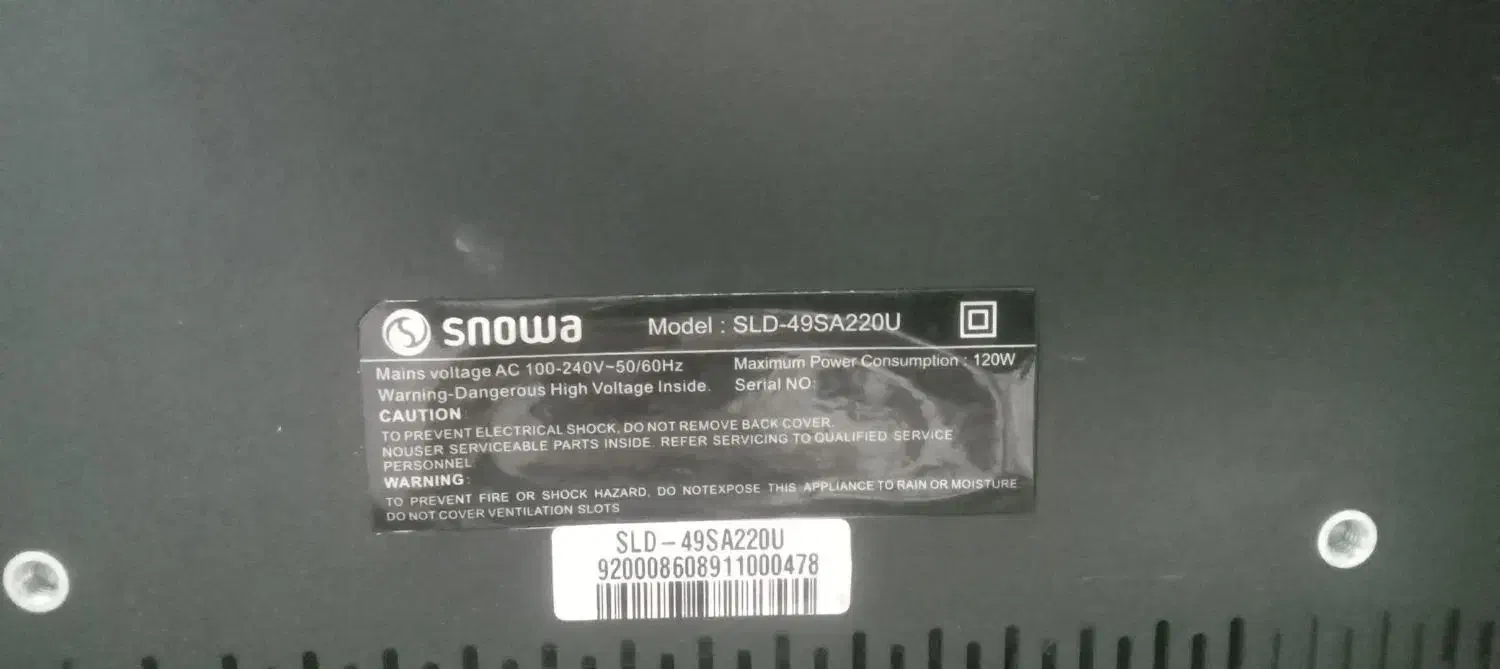 snowa Model : SLD-49SA220U
Mains voltage AC 100-240V~50/60Hz Maximum Power Consumption : 120W
Warning-Dangerous High Voltage Inside. Serial NO:
CAUTION:
TO PREVENT ELECTRICAL SHOCK, DO NOT REMOVE BACK COVER.
NOUSER SERVICEABLE PARTS INSIDE. REFER SERVICING TO QUALIFIED SERVICE
PERSONNEL
WARNING:
TO PREVENT FIRE OR SHOCK HAZARD, DO NOTEXPOSE THIS APPLIANCE TO RAIN OR MOISTURE
DO NOT COVER VENTILATION SLOTS
SLD-49SA220U
920008608911000478